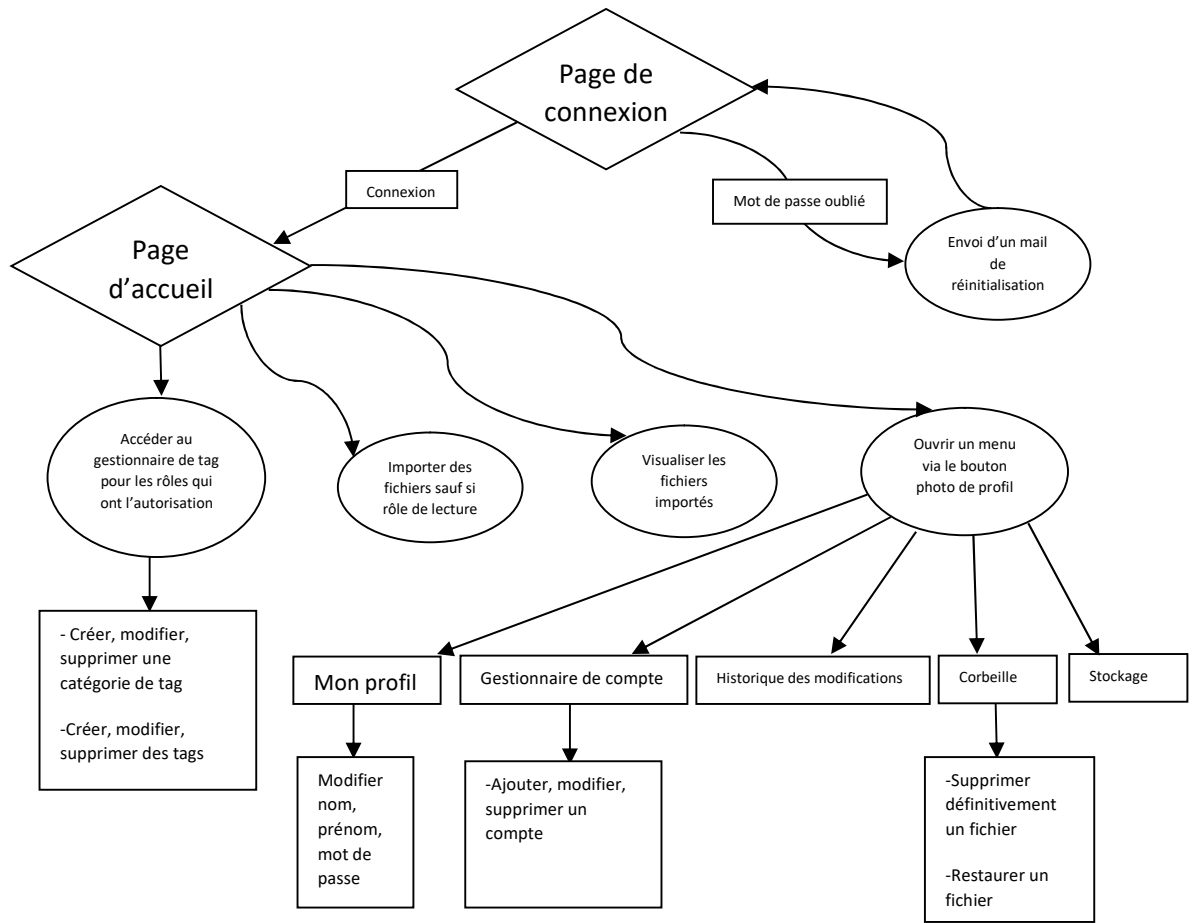 Page de
connexion
Connexion
Mot de passe oublié
Envoi d'un mail
de
réinitialisation
Page
d'accueil
Accéder au
gestionnaire de tag
pour les rôles qui
ont l'autorisation
Importer des
fichiers sauf si
rôle de lecture
Visualiser les
fichiers
importés
Ouvrir un menu
via le bouton
photo de profil
- Créer, modifier,
supprimer une
catégorie de tag
-Créer, modifier,
supprimer des tags
Mon profil
Gestionnaire de compte
Historique des modifications
Corbeille
Stockage
Modifier
nom,
prénom,
mot de
passe
-Ajouter, modifier,
supprimer un
compte
-Supprimer
définitivement
un fichier
-Restaurer un
fichier